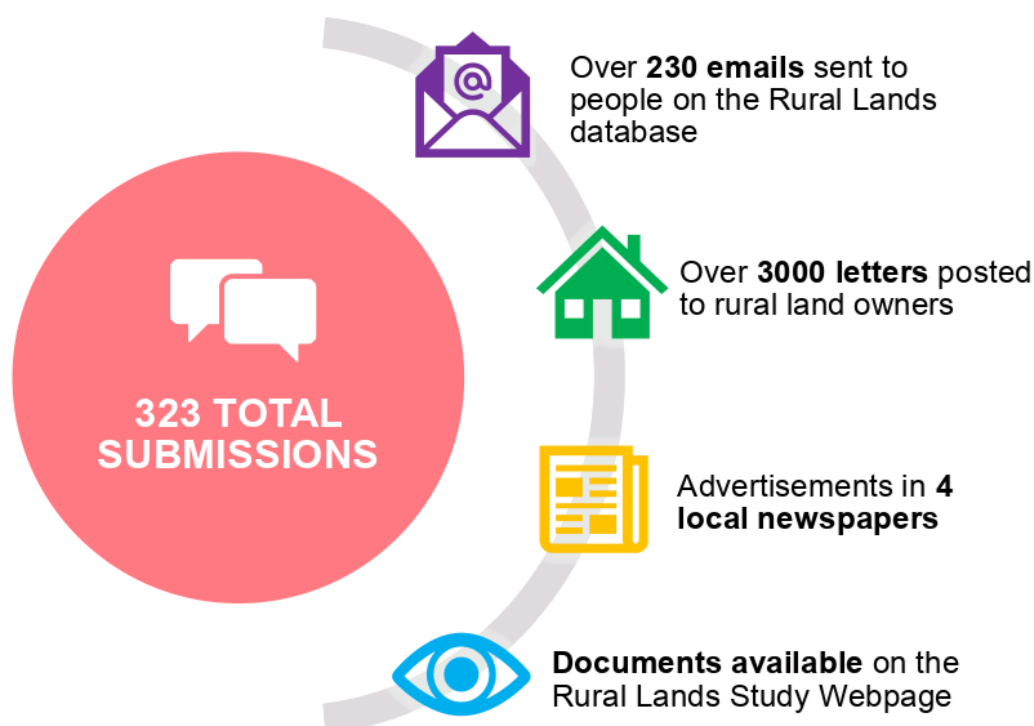 Over 230 emails sent to
people on the Rural Lands
database
Over 3000 letters posted
to rural land owners
323 TOTAL
SUBMISSIONS
Advertisements in 4
local newspapers
Documents available on the
Rural Lands Study Webpage